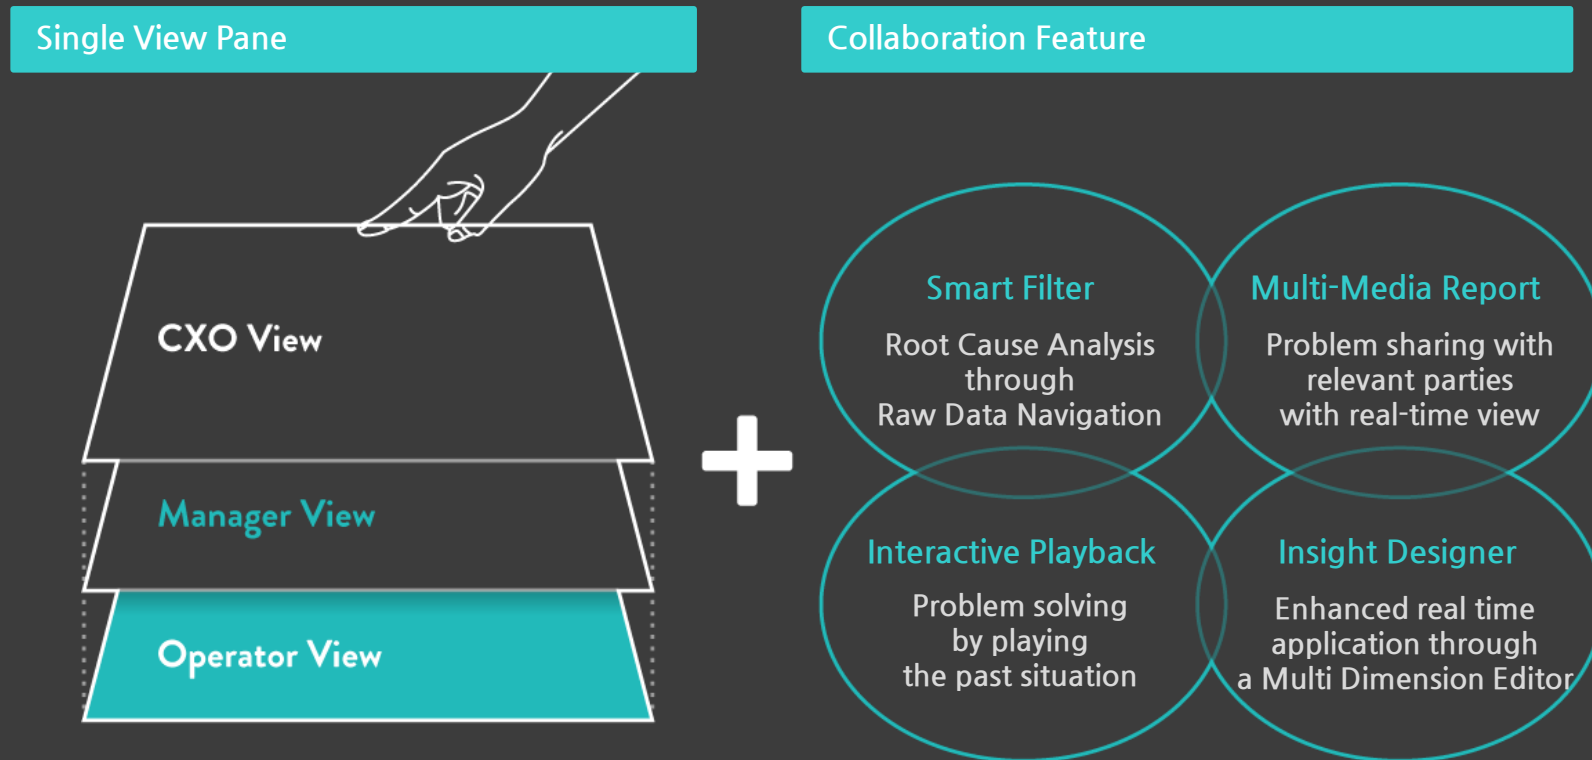 Single View Pane
CXO View
Manager View
Operator View
Collaboration Feature
Smart Filter
Root Cause Analysis
through
Raw Data Navigation
Multi-Media Report
Problem sharing with
relevant parties
with real-time view
Interactive Playback
Problem solving
by playing
the past situation
Insight Designer
Enhanced real time
application through
a Multi Dimension Editor